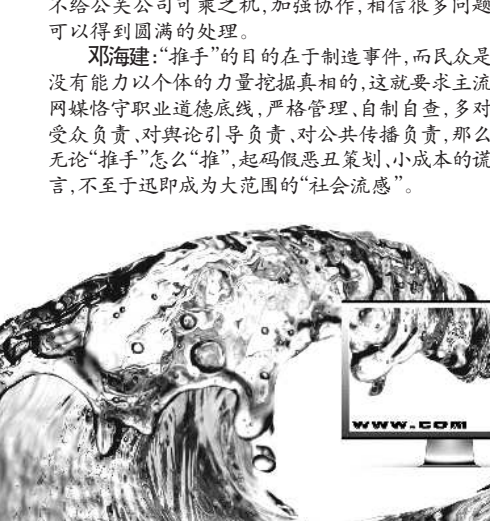 不给公关公司可乘之机,加强协作,相信很多问题
可以得到圆满的处理。
邓海建:“推手”的目的在于制造事件,而民众是
没有能力以个体的力量挖掘真相的,这就要求主流
网媒恪守职业道德底线,严格管理、自制自查,多对
受众负责、对舆论引导负责、对公共传播负责,那么
无论“推手”怎么“推”,起码假恶丑策划、小成本的谎
言,不至于迅即成为大范围的“社会流感”。
www.com